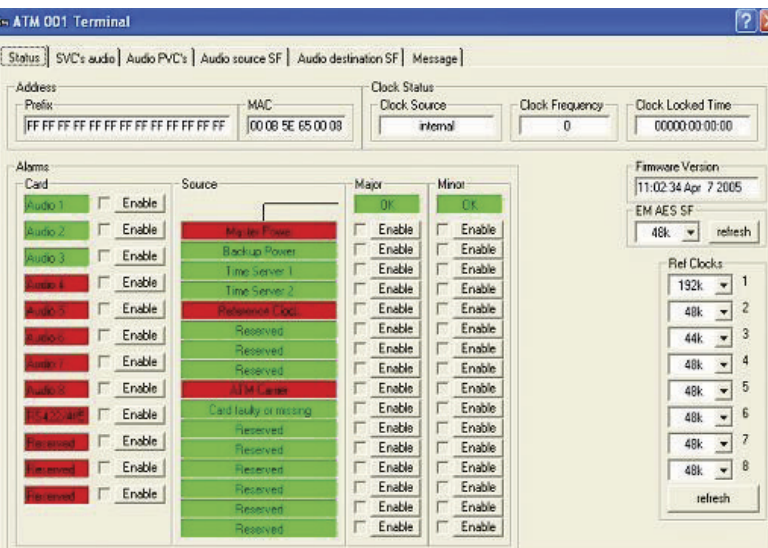 ATM 001 Terminal
Status SVC's audio Audio PVC's Audio source SF Audio destination SF Message
Address Clock Status
Prefix MAC Clock Source Clock Frequency Clock Locked Time
FF FF FF FF FF FF FF FF FF FF FF FF FF 00 08 5E 65 00 08 internal 0 00000:00:00:00
Alarms Firmware Version
Card Source Major Minor 11:02:34 Apr 7 2005
Audio 1 Enable OK OK EM AES SF
Audio 2 Enable Master Power Enable Enable 48k refresh
Audio 3 Enable Backup Power Enable Enable Ref Clocks
Time Server 1 Enable Enable
Audio 4 Enable Time Server 2 Enable Enable 192k 1
Audio 5 Enable Reference Clock Enable Enable 48k 2
Audio 6 Enable Reserved Enable Enable 44k 3
Reserved Enable Enable
Audio 7 Enable Reserved Enable Enable 48k 4
Audio 8 Enable ATM Carrier Enable Enable 48k 5
RS422/485 Enable Card faulty or missing Enable Enable 48k 6
Reserved Enable Reserved Enable Enable 48k 7
Reserved Enable Reserved Enable Enable 48k 8
Reserved Enable Enable
Reserved Enable Reserved Enable Enable refresh
Reserved Enable Enable
Reserved Enable Enable